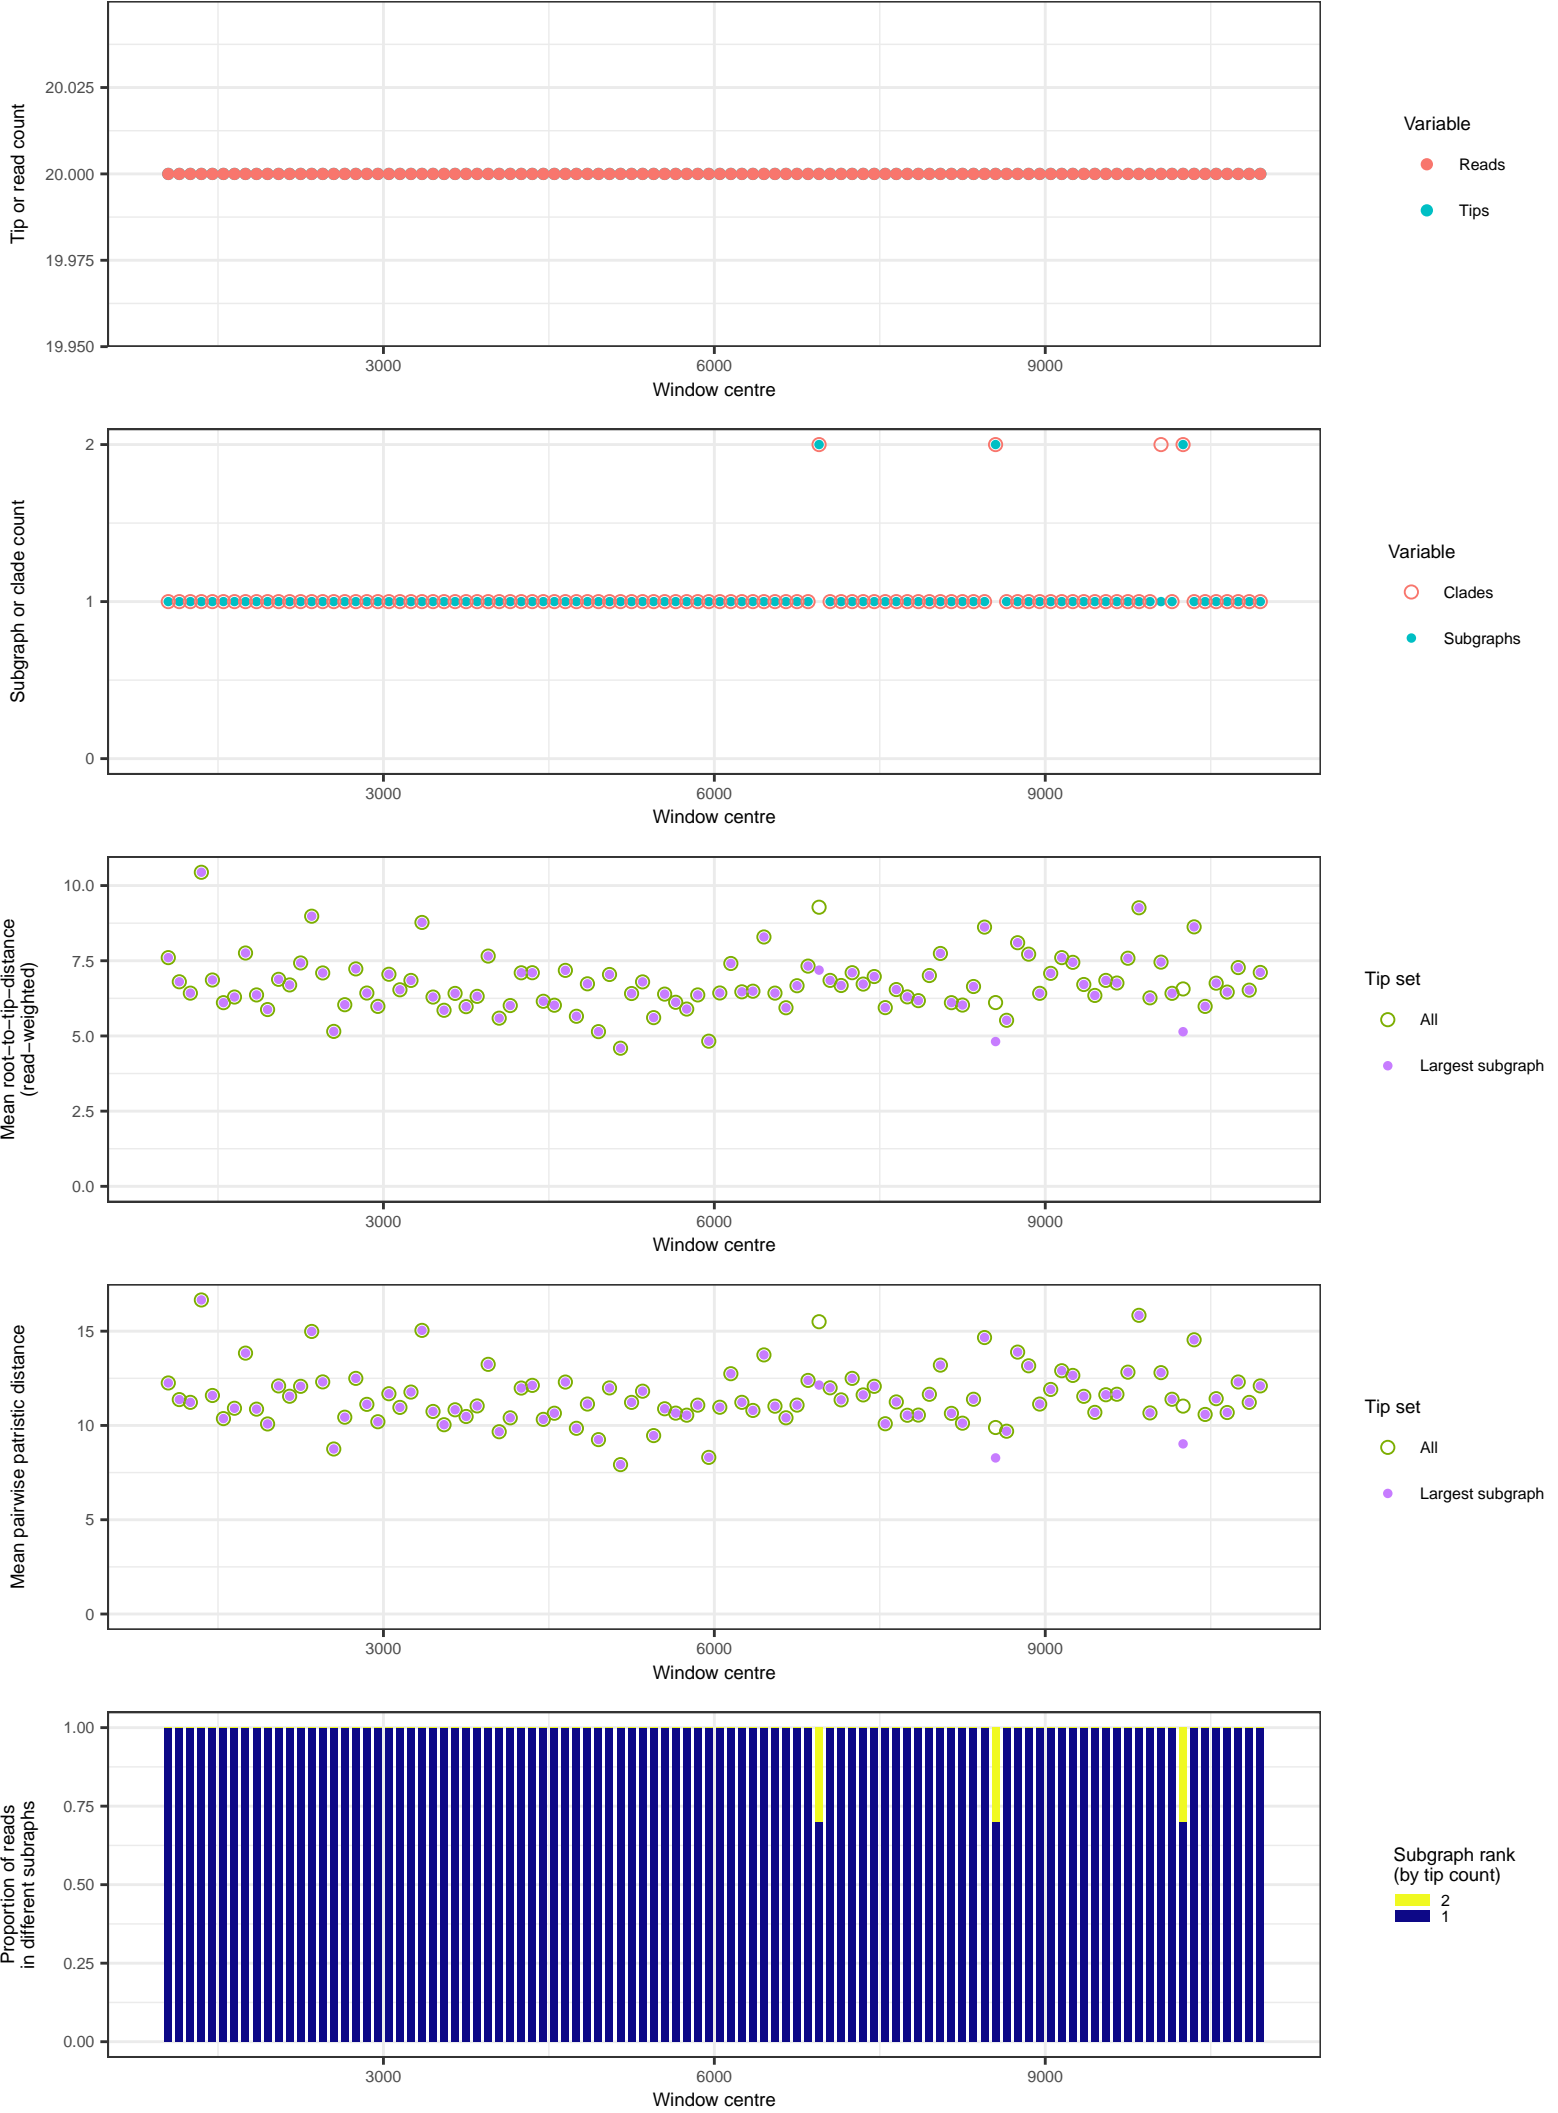 20.025
20.000
19.975
19.950
Tip or read count
3000 6000 9000
Window centre
Variable
Reads
Tips
2
1
0
Subgraph or clade count
3000 6000 9000
Window centre
Variable
Clades
Subgraphs
10.0
7.5
5.0
2.5
0.0
Mean root−to−tip−distance
(read−weighted)
3000 6000 9000
Window centre
Tip set
All
Largest subgraph
15
10
5
0
Mean pairwise patristic distance
3000 6000 9000
Window centre
Tip set
All
Largest subgraph
1.00
0.75
0.50
0.25
0.00
Proportion of reads
in different subraphs
3000 6000 9000
Window centre
Subgraph rank
(by tip count)
2
1